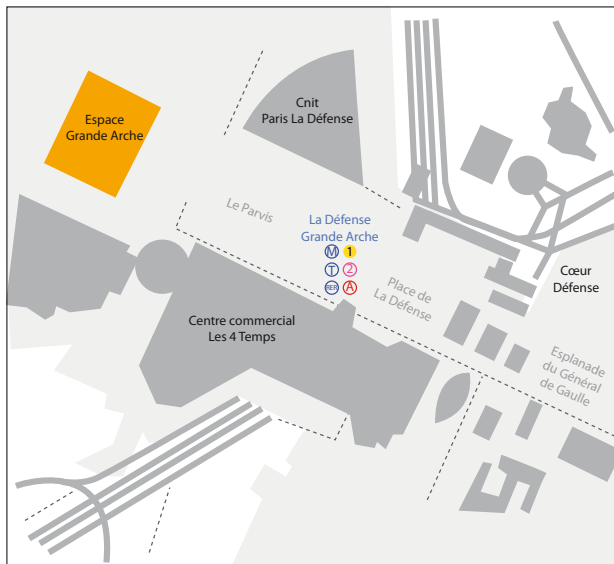 Cnit
Paris La Défense
Espace
Grande Arche
Le Parvis
La Défense
Grande Arche
M 1
T 2
RER A
Place de
La Défense
Cœur
Défense
Centre commercial
Les 4 Temps
Esplanade
du Général
de Gaulle